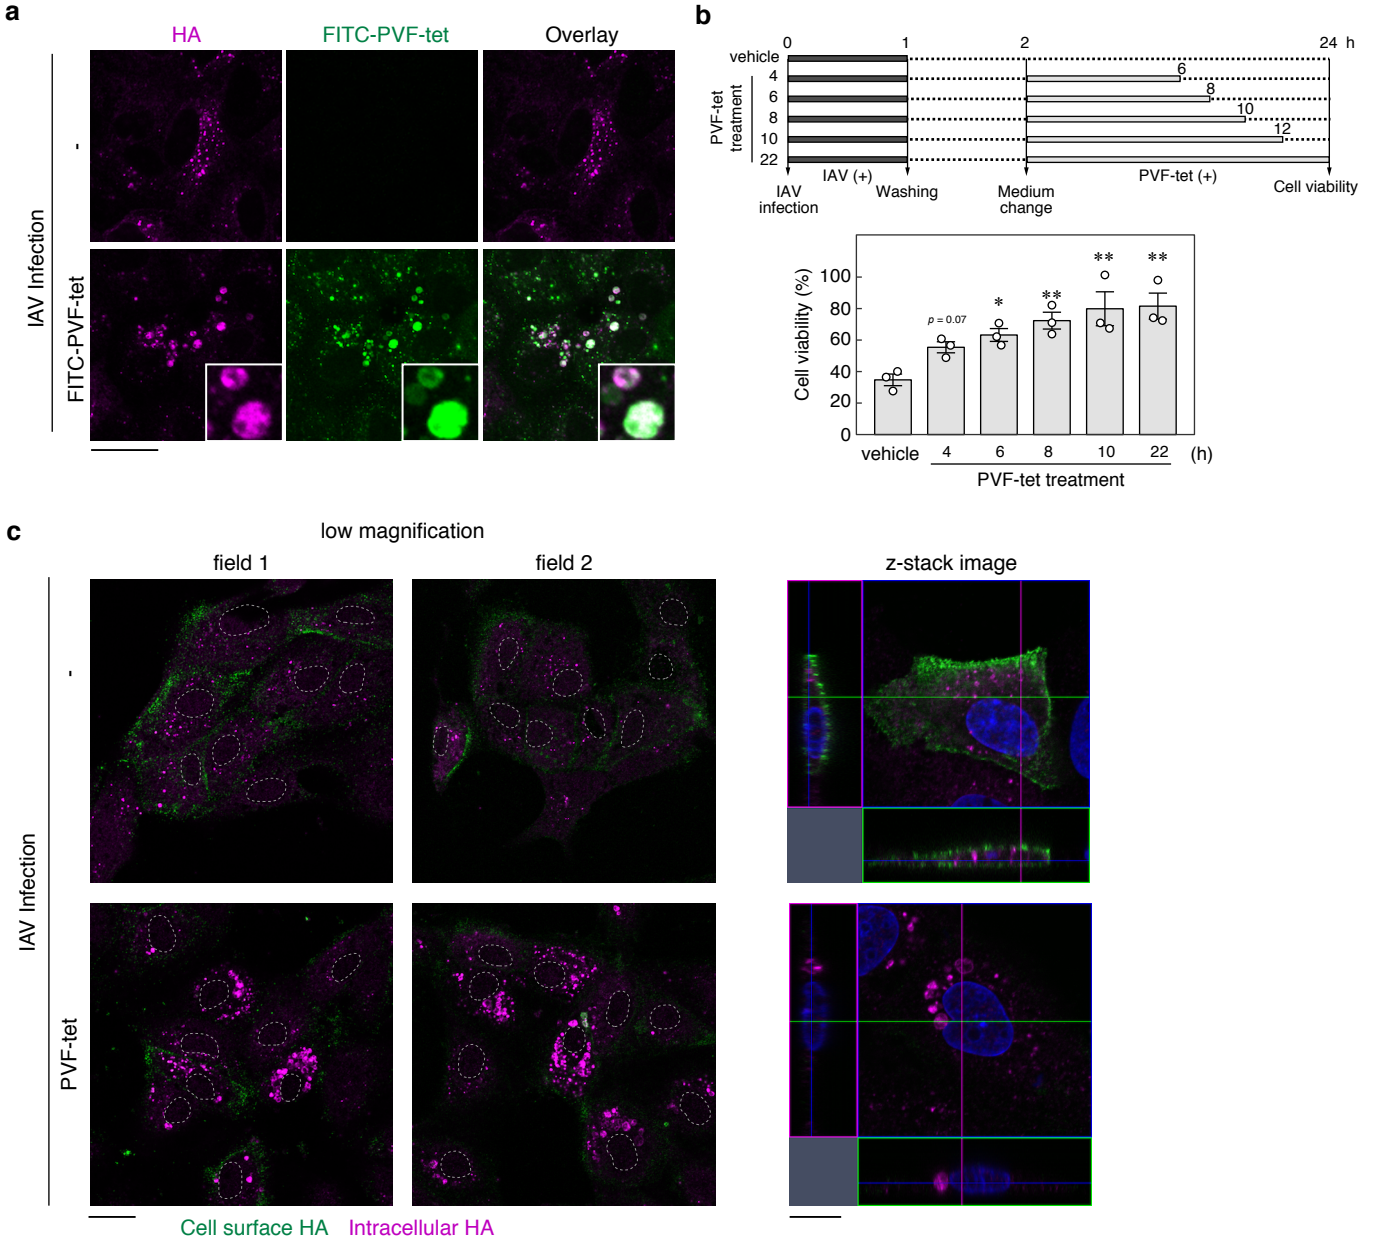 a
HA
FITC-PVF-tet
Overlay
IAV Infection
-
FITC-PVF-tet
b
0
1
2
24 h
vehicle
PVF-tet treatment
4
6
8
10
22
6
8
10
12
IAV (+)
PVF-tet (+)
IAV infection
Washing
Medium change
Cell viability
Cell viability (%)
100
80
60
40
20
0
p = 0.07
*
**
**
**
vehicle
4
6
8
10
22
(h)
PVF-tet treatment
c
low magnification
field 1
field 2
z-stack image
IAV Infection
-
PVF-tet
Cell surface HA
Intracellular HA